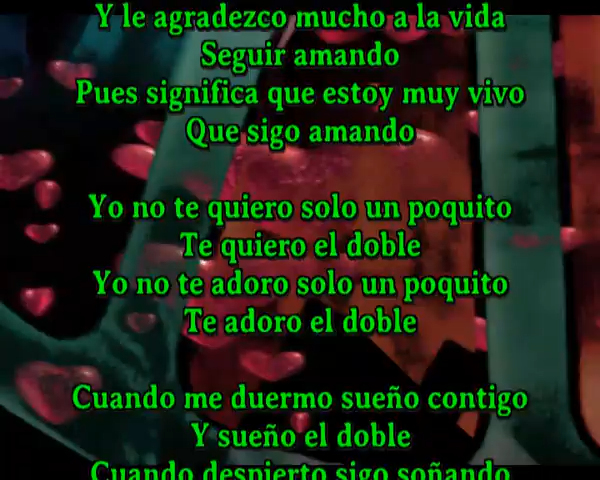 Y le agradezco mucho a la vida
Seguir amando
Pues significa que estoy muy vivo
Que sigo amando
Yo no te quiero solo un poquito
Te quiero el doble
Yo no te adoro solo un poquito
Te adoro el doble
Cuando me duermo sueño contigo
Y sueño el doble
Cuando despierto sigo soñando